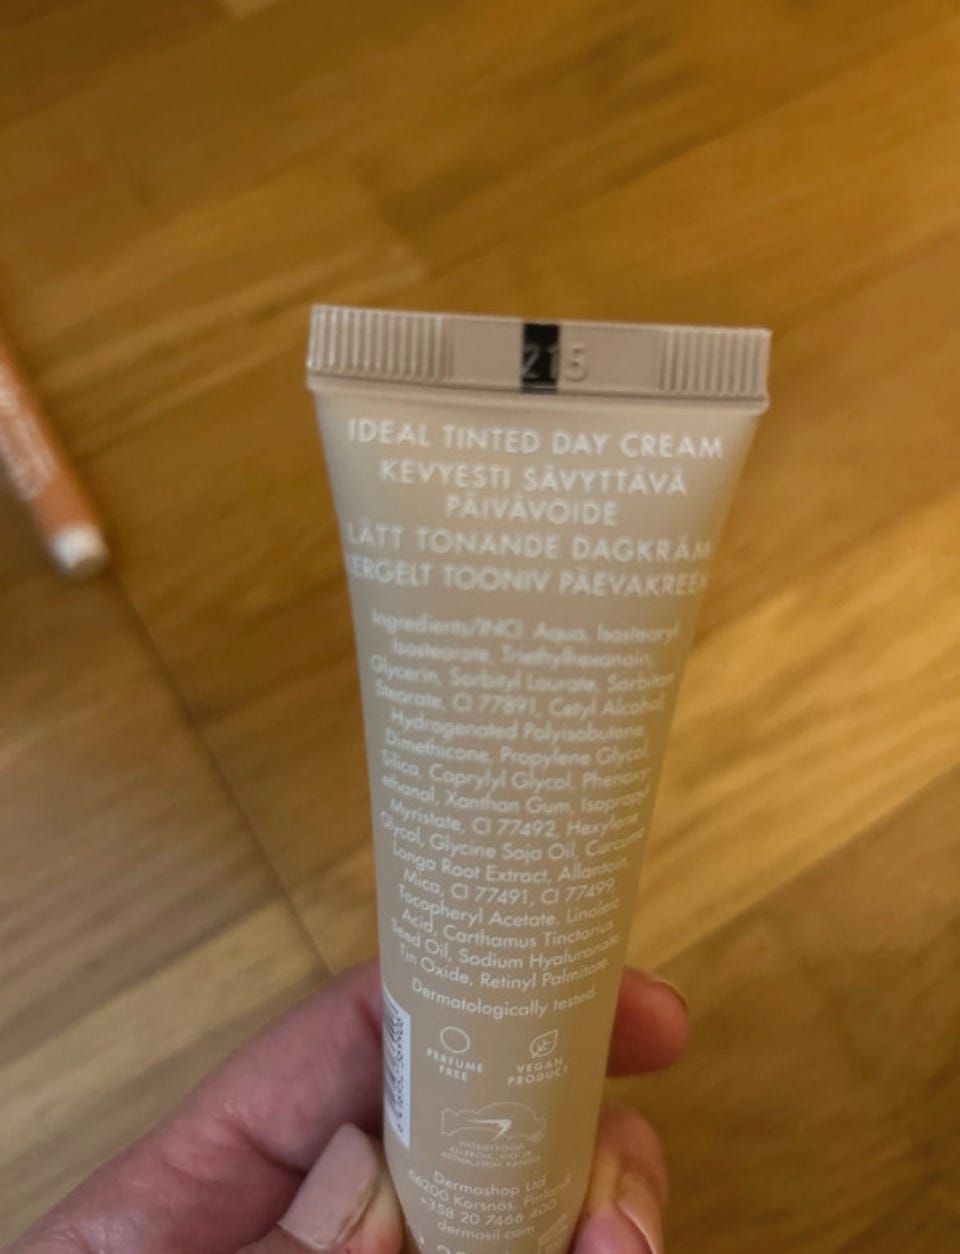 215
IDEAL TINTED DAY CREAM
KEVYESTI SÄVYTTÄVÄ
PÄIVÄVOIDE
LÄTT TONANDE DAGKRÄM
KERGELT TOONIV PÄEVAKREEM
Ingredients/INCI: Aqua, Isostearyl
Isostearate, Triethylhexanoin,
Glycerin, Sorbityl Laurate, Sorbitan
Stearate, CI 77891, Cetyl Alcohol,
Hydrogenated Polyisobutene,
Dimethicone, Propylene Glycol,
Silica, Caprylyl Glycol, Phenoxy-
ethanol, Xanthan Gum, Isopropyl
Myristate, CI 77492, Hexylene
Glycol, Glycine Soja Oil, Curcuma
Longa Root Extract, Allantoin,
Mica, CI 77491, CI 77499,
Tocopheryl Acetate, Linoleic
Acid, Carthamus Tinctorius
Seed Oil, Sodium Hyaluronate,
Tin Oxide, Retinyl Palmitate.
Dermatologically tested.
PERFUME
FREE
VEGAN
PRODUCT
ALLERGIA-, IHO- JA
Dermoshop Ltd
66200 Korsnäs, Finland
+358 20 7466 400
dermosil.com